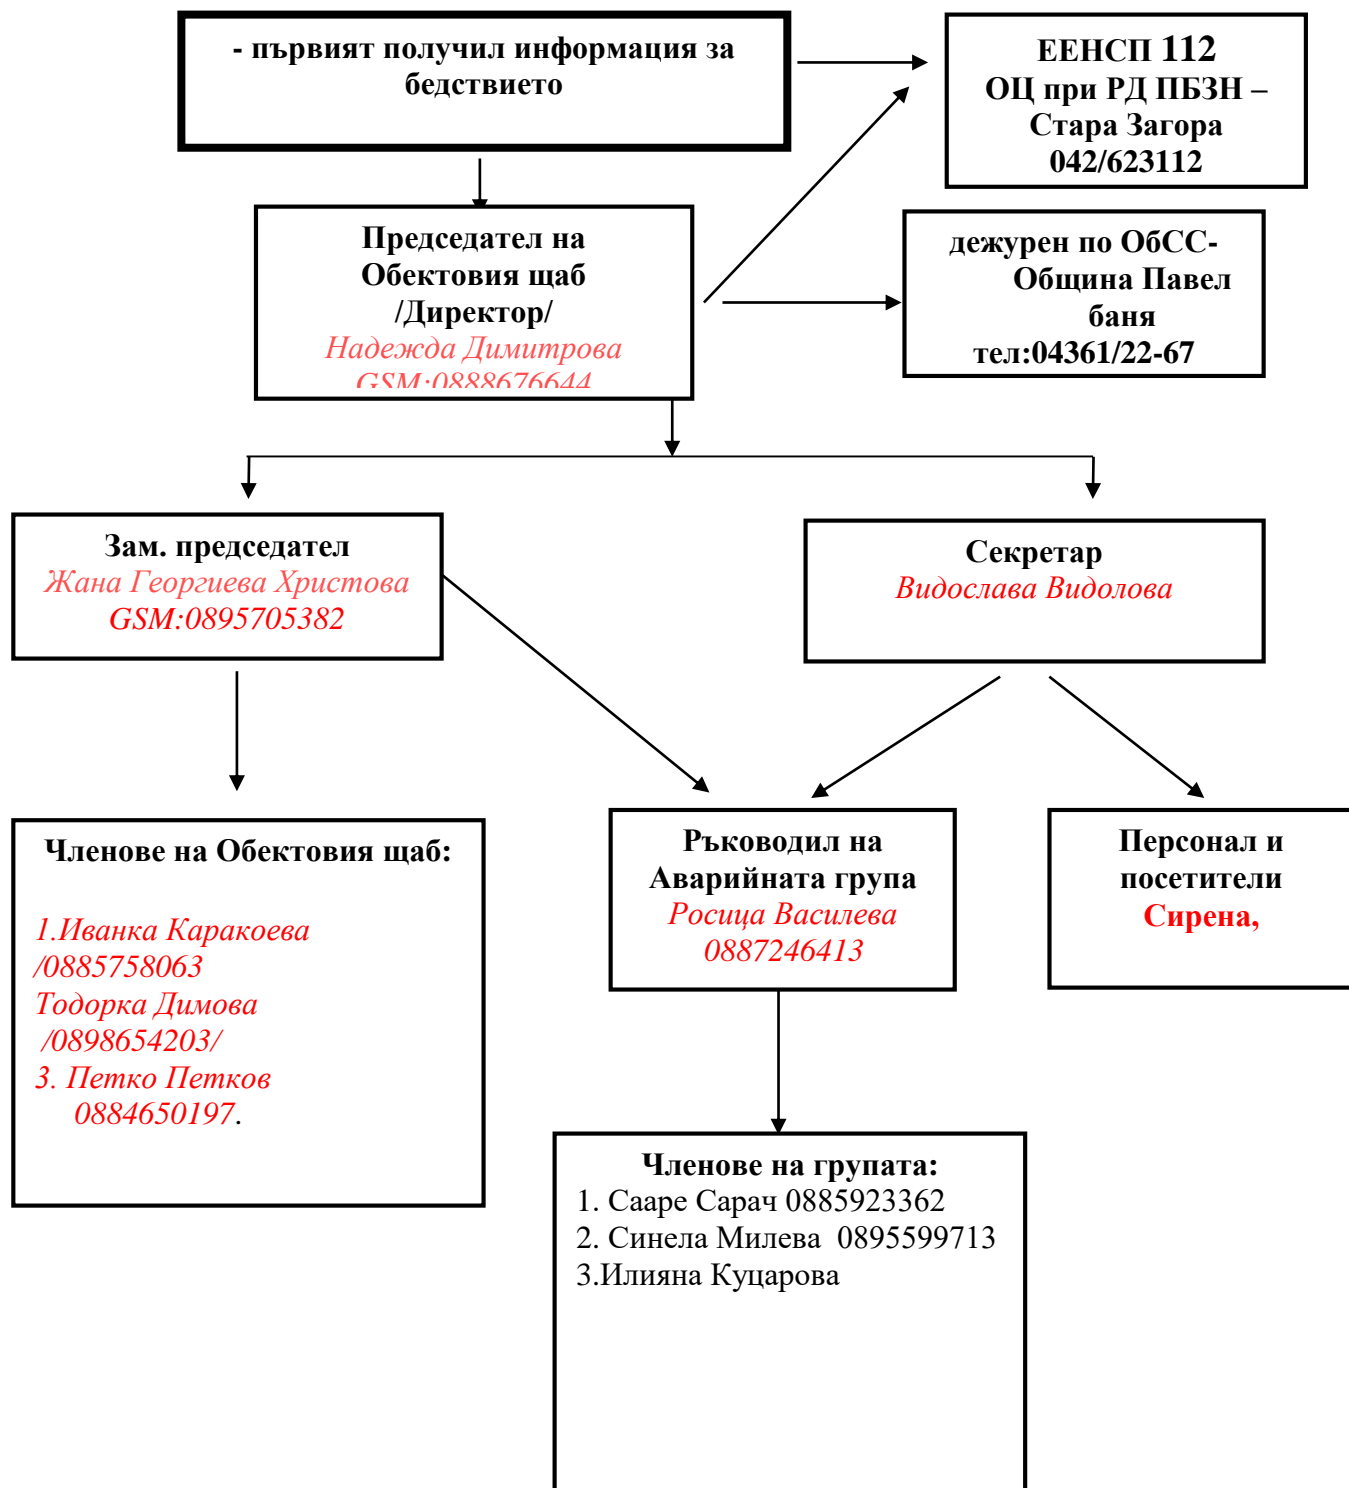 - първият получил информация за
бедствието
ЕЕНСП 112
ОЦ при РД ПБЗН –
Стара Загора
042/623112
Председател на
Обектовия щаб
/Директор/
Надежда Димитрова
GSM:0888676644
дежурен по ОбСС-
Община Павел
баня
тел:04361/22-67
Зам. председател
Жана Георгиева Христова
GSM:0895705382
Секретар
Видослава Видолова
Членове на Обектовия щаб:
1.Иванка Каракоева
/0885758063
Тодорка Димова
/0898654203/
3. Петко Петков
0884650197.
Ръководил на
Аварийната група
Росица Василева
0887246413
Персонал и
посетители
Сирена,
Членове на групата:
1. Сааре Сарач 0885923362
2. Синела Милева 0895599713
3.Илияна Куцарова